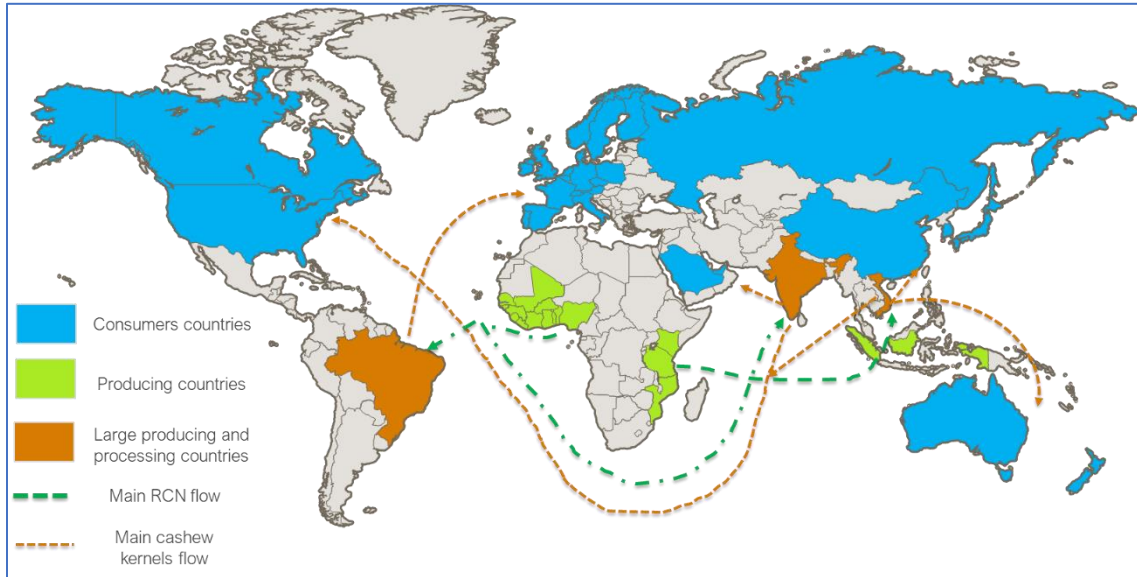 Consumers countries
Producing countries
Large producing and
processing countries
Main RCN flow
Main cashew
kernels flow